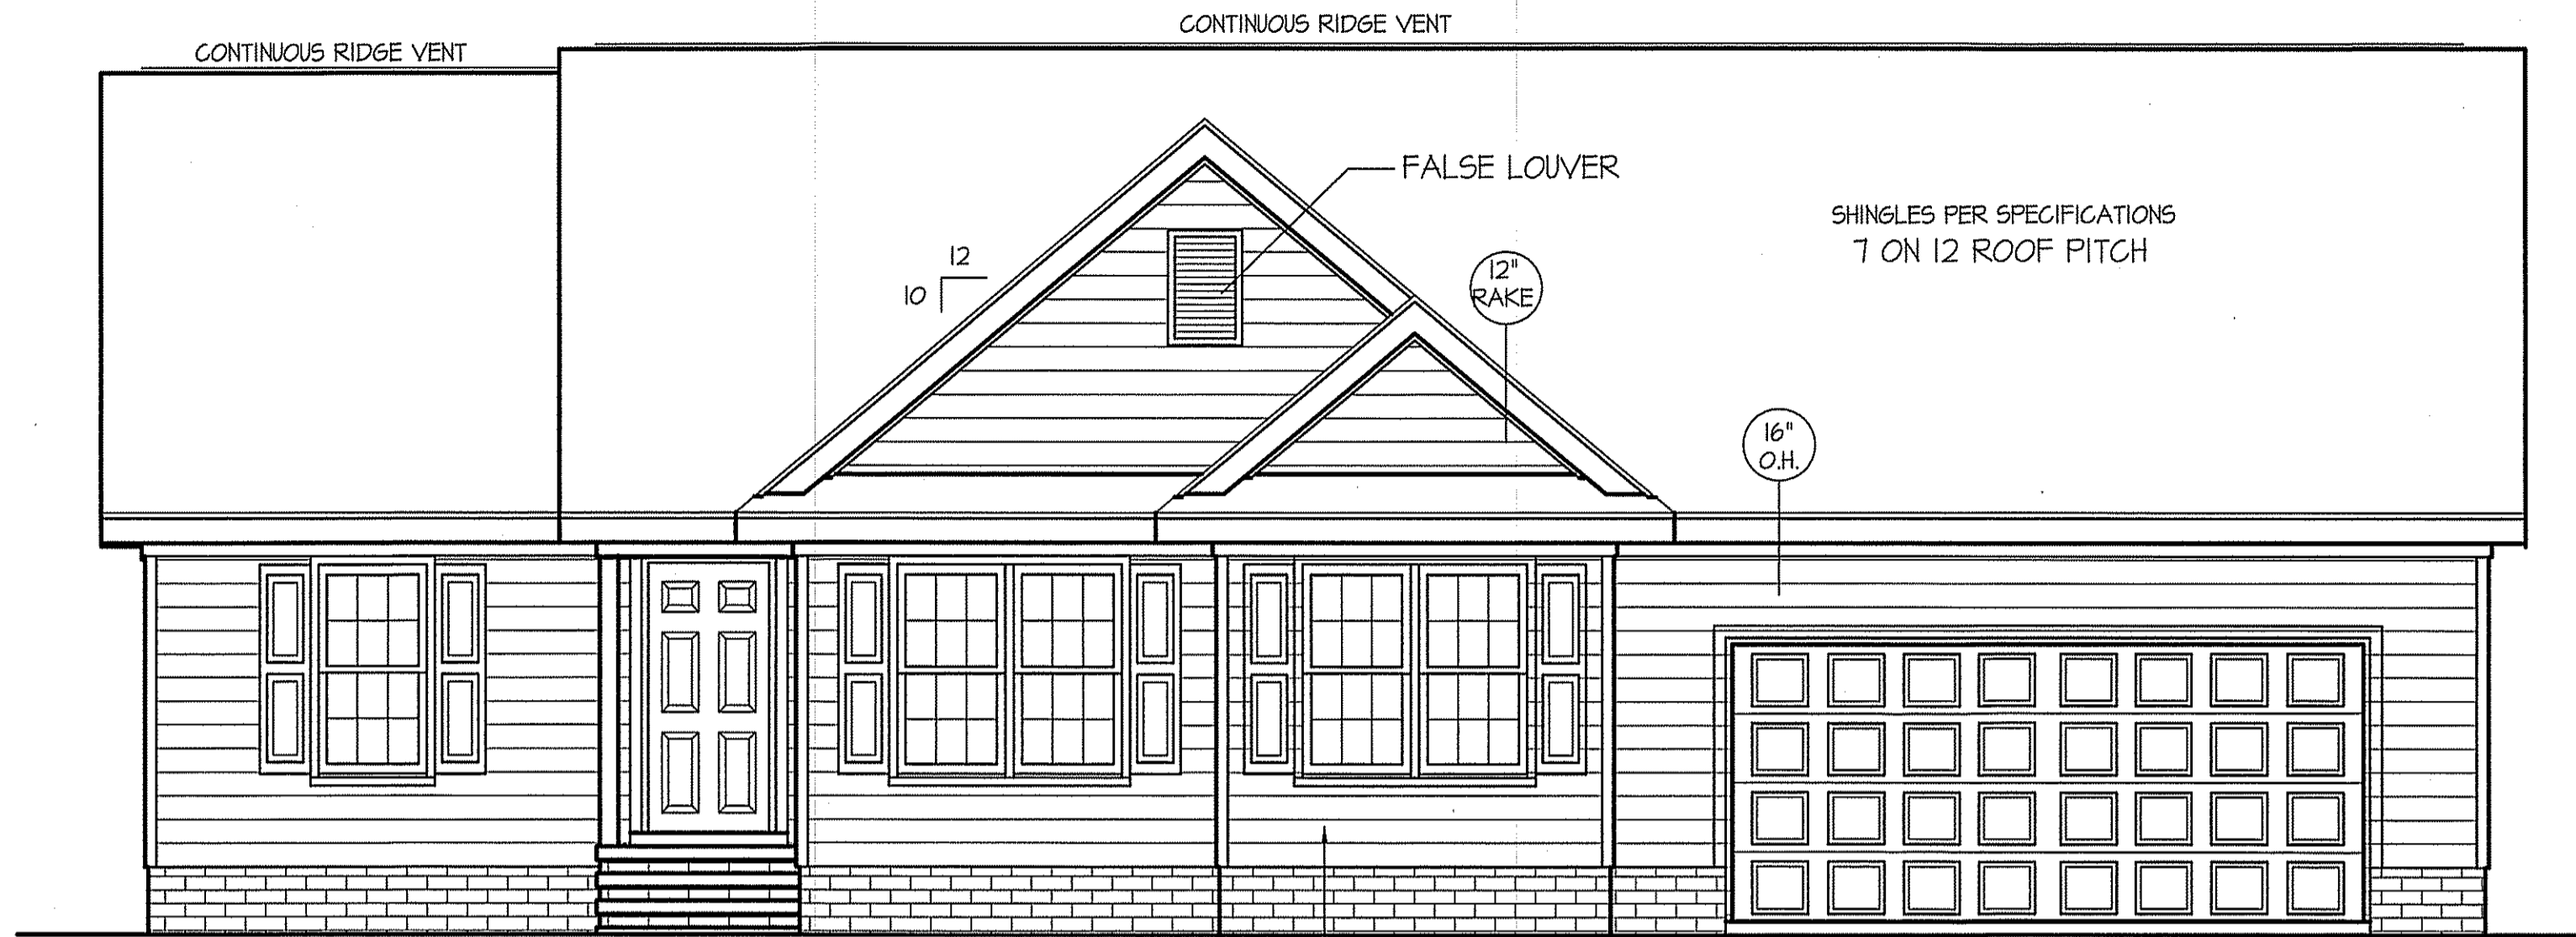 CONTINUOUS RIDGE VENT
CONTINUOUS RIDGE VENT
FALSE LOUVER
SHINGLES PER SPECIFICATIONS
7 ON 12 ROOF PITCH
12
10
12"
RAKE
16"
O.H.